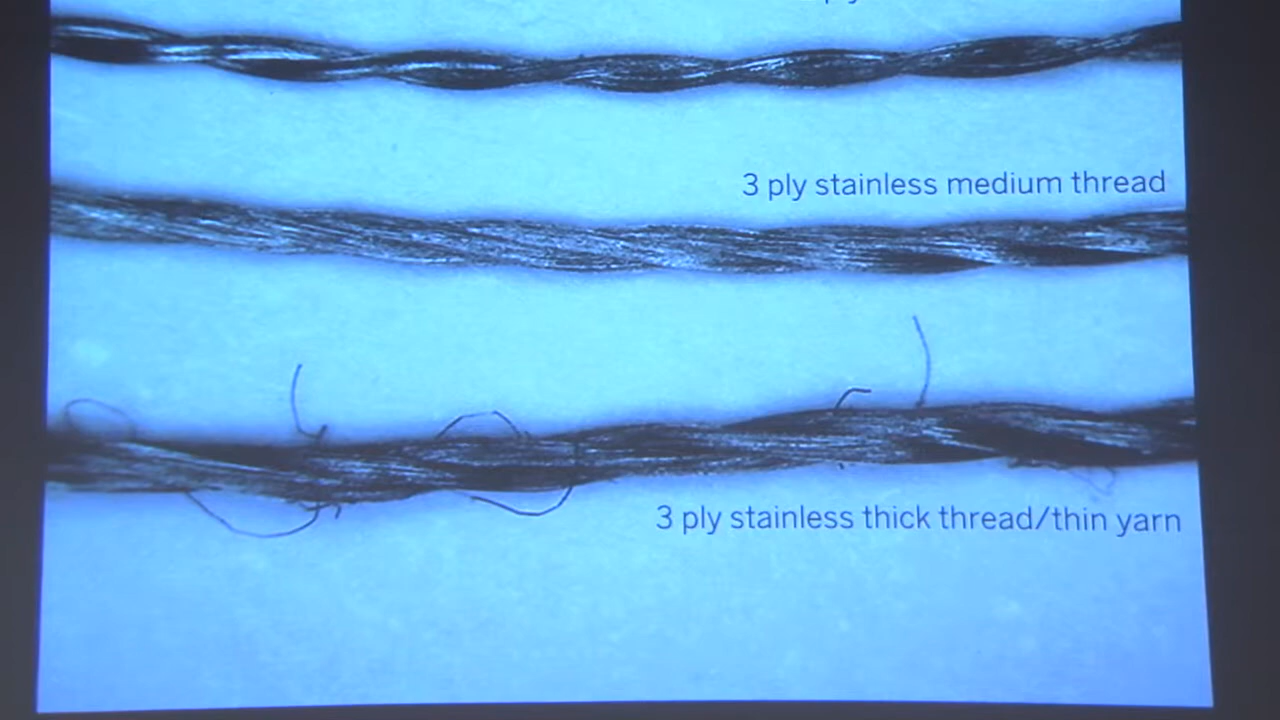 3 ply stainless medium thread
3 ply stainless thick thread/thin yarn